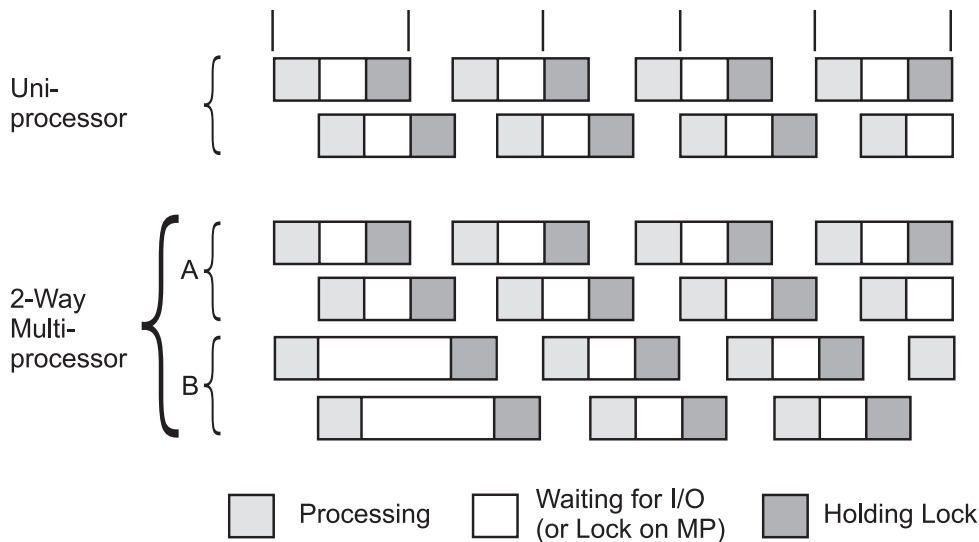 Uni-
processor
2-Way
Multi-
processor
A
B
Processing
Waiting for I/O
(or Lock on MP)
Holding Lock